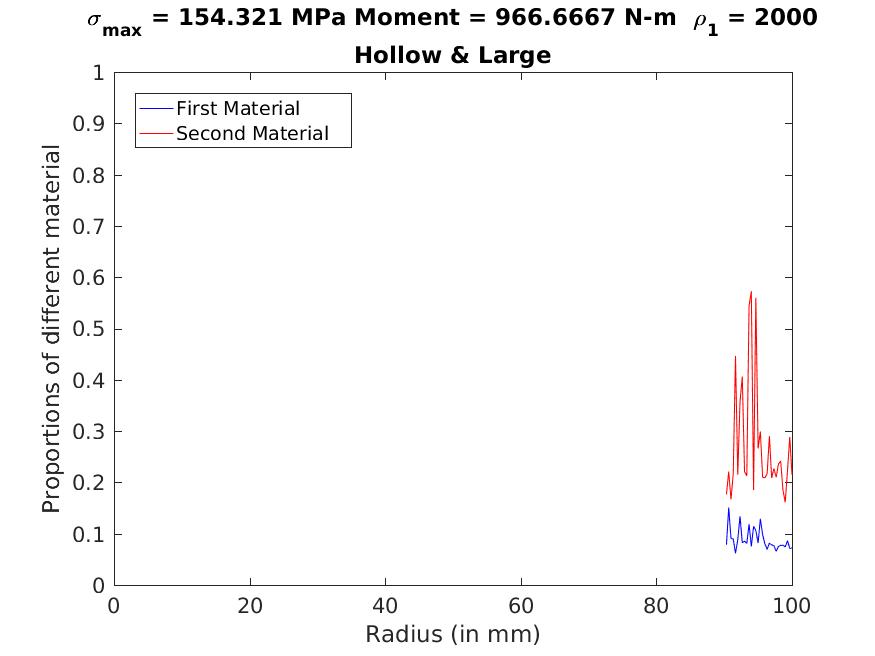 σmax = 154.321 MPa Moment = 966.6667 N-m ρ1 = 2000
Hollow & Large
1
0.9
0.8
0.7
0.6
0.5
0.4
0.3
0.2
0.1
0
First Material
Second Material
Proportions of different material
0 20 40 60 80 100
Radius (in mm)